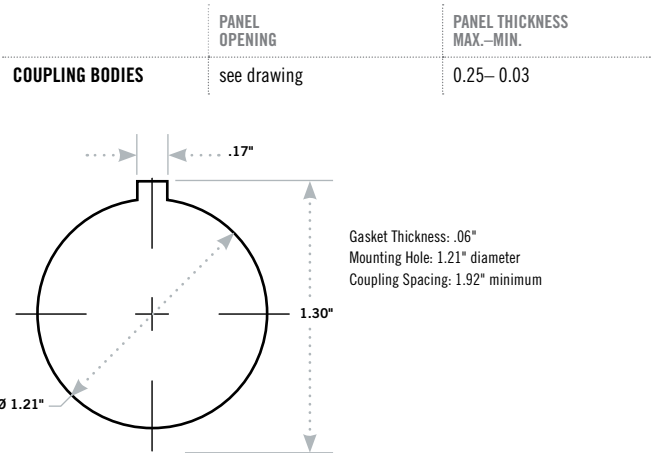 PANEL OPENING
PANEL THICKNESS MAX.–MIN.
COUPLING BODIES see drawing 0.25– 0.03
.17"
Gasket Thickness: .06"
Mounting Hole: 1.21" diameter
Coupling Spacing: 1.92" minimum
1.30"
Ø 1.21"